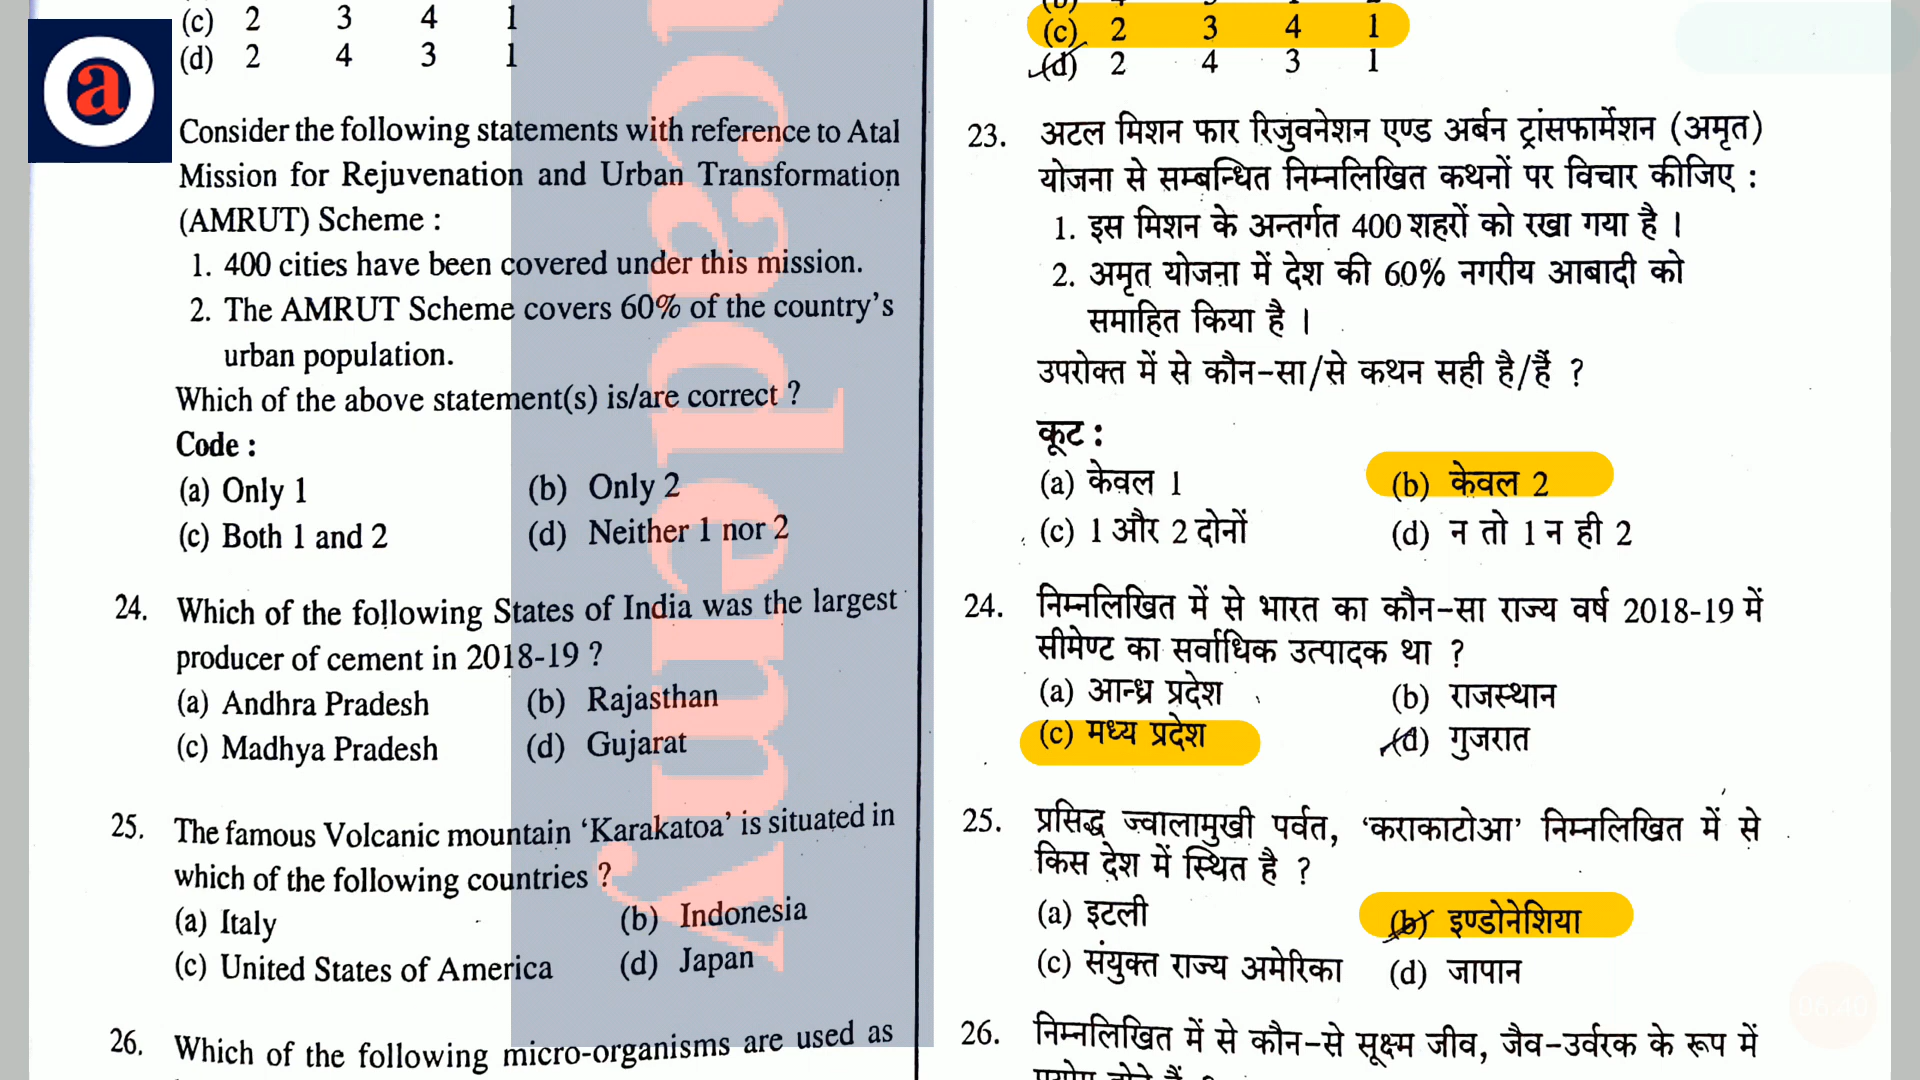 (c) 2 3 4 1
(d) 2 4 3 1
Consider the following statements with reference to Atal
Mission for Rejuvenation and Urban Transformation
(AMRUT) Scheme :
1. 400 cities have been covered under this mission.
2. The AMRUT Scheme covers 60% of the country's
urban population.
Which of the above statement(s) is/are correct ?
Code :
(a) Only 1 (b) Only 2
(c) Both 1 and 2 (d) Neither 1 nor 2
24. Which of the following States of India was the largest
producer of cement in 2018-19 ?
(a) Andhra Pradesh (b) Rajasthan
(c) Madhya Pradesh (d) Gujarat
25. The famous Volcanic mountain 'Karakatoa' is situated in
which of the following countries ?
(a) Italy (b) Indonesia
(c) United States of America (d) Japan
26. Which of the following micro-organisms are used as
(c) 2 3 4 1
(d) 2 4 3 1
23. अटल मिशन फार रिजुवनेशन एण्ड अर्बन ट्रांसफार्मेशन (अमृत)
योजना से सम्बन्धित निम्नलिखित कथनों पर विचार कीजिए :
1. इस मिशन के अन्तर्गत 400 शहरों को रखा गया है ।
2. अमृत योजना में देश की 60% नगरीय आबादी को
समाहित किया है ।
उपरोक्त में से कौन-सा/से कथन सही है/हैं ?
कूट :
(a) केवल 1 (b) केवल 2
(c) 1 और 2 दोनों (d) न तो 1 न ही 2
24. निम्नलिखित में से भारत का कौन-सा राज्य वर्ष 2018-19 में
सीमेण्ट का सर्वाधिक उत्पादक था ?
(a) आन्ध्र प्रदेश (b) राजस्थान
(c) मध्य प्रदेश (d) गुजरात
25. प्रसिद्ध ज्वालामुखी पर्वत, 'कराकाटोआ' निम्नलिखित में से
किस देश में स्थित है ?
(a) इटली (b) इण्डोनेशिया
(c) संयुक्त राज्य अमेरिका (d) जापान
26. निम्नलिखित में से कौन-से सूक्ष्म जीव, जैव-उर्वरक के रूप में
a
cademy
06:40